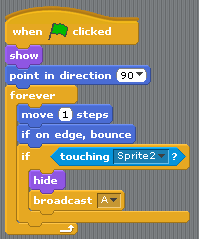 when clicked
show
point in direction 90
forever
move 1 steps
if on edge, bounce
if touching Sprite2 ?
hide
broadcast A